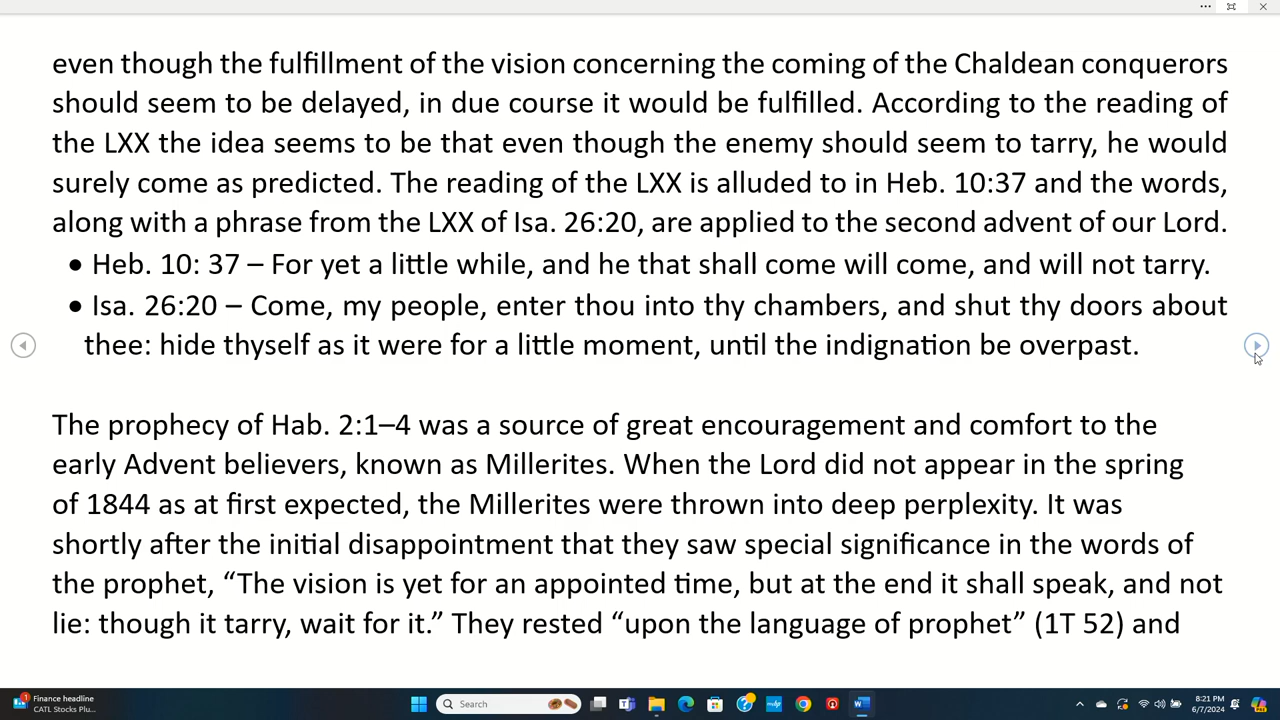 even though the fulfillment of the vision concerning the coming of the Chaldean conquerors
should seem to be delayed, in due course it would be fulfilled. According to the reading of
the LXX the idea seems to be that even though the enemy should seem to tarry, he would
surely come as predicted. The reading of the LXX is alluded to in Heb. 10:37 and the words,
along with a phrase from the LXX of Isa. 26:20, are applied to the second advent of our Lord.
• Heb. 10: 37 – For yet a little while, and he that shall come will come, and will not tarry.
• Isa. 26:20 – Come, my people, enter thou into thy chambers, and shut thy doors about
thee: hide thyself as it were for a little moment, until the indignation be overpast.
The prophecy of Hab. 2:1–4 was a source of great encouragement and comfort to the
early Advent believers, known as Millerites. When the Lord did not appear in the spring
of 1844 as at first expected, the Millerites were thrown into deep perplexity. It was
shortly after the initial disappointment that they saw special significance in the words of
the prophet, “The vision is yet for an appointed time, but at the end it shall speak, and not
lie: though it tarry, wait for it.” They rested “upon the language of prophet” (1T 52) and
Finance headline
CATL Stocks Plu...
Search
8:21 PM
6/7/2024